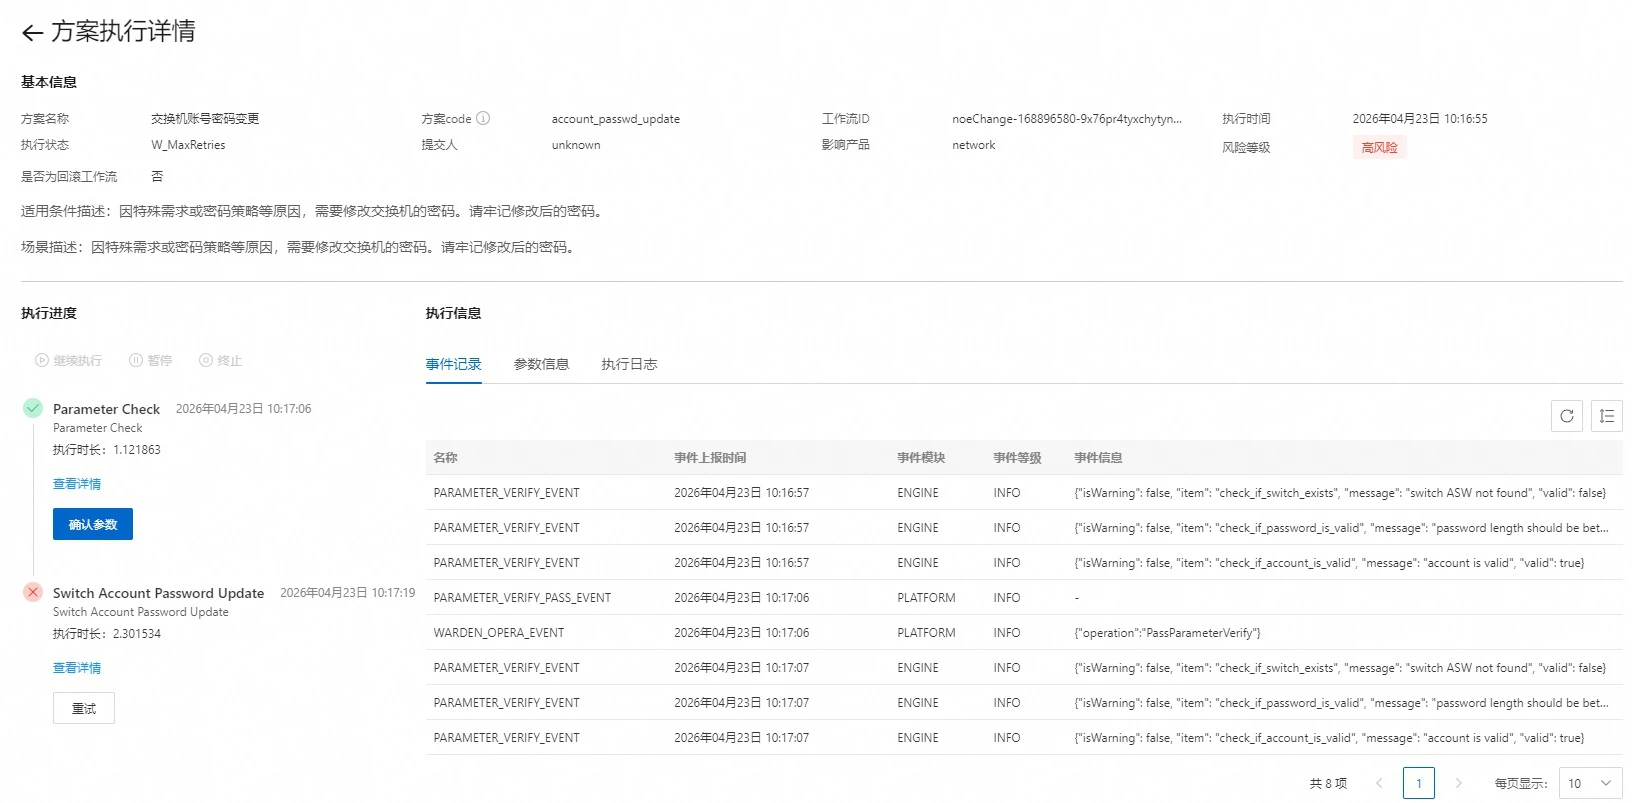 方案执行详情
基本信息
方案名称 交换机账号密码变更 方案code account_passwd_update 工作流ID noeChange-168896580-9x76pr4tyxchytyn... 执行时间 2026年04月23日 10:16:55
执行状态 W_MaxRetries 提交人 unknown 影响产品 network 风险等级 高风险
是否为回滚工作流 否
适用条件描述：因特殊需求或密码策略等原因，需要修改交换机的密码。请牢记修改后的密码。
场景描述：因特殊需求或密码策略等原因，需要修改交换机的密码。请牢记修改后的密码。
执行进度
继续执行 暂停 终止
Parameter Check 2026年04月23日 10:17:06
Parameter Check
执行时长：1.121863
查看详情
确认参数
Switch Account Password Update 2026年04月23日 10:17:19
Switch Account Password Update
执行时长：2.301534
查看详情
重试
执行信息
事件记录 参数信息 执行日志
名称 事件上报时间 事件模块 事件等级 事件信息
PARAMETER_VERIFY_EVENT 2026年04月23日 10:16:57 ENGINE INFO {"isWarning": false, "item": "check_if_switch_exists", "message": "switch ASW not found", "valid": false}
PARAMETER_VERIFY_EVENT 2026年04月23日 10:16:57 ENGINE INFO {"isWarning": false, "item": "check_if_password_is_valid", "message": "password length should be bet...
PARAMETER_VERIFY_EVENT 2026年04月23日 10:16:57 ENGINE INFO {"isWarning": false, "item": "check_if_account_is_valid", "message": "account is valid", "valid": true}
PARAMETER_VERIFY_PASS_EVENT 2026年04月23日 10:17:06 PLATFORM INFO -
WARDEN_OPERA_EVENT 2026年04月23日 10:17:06 PLATFORM INFO {"operation":"PassParameterVerify"}
PARAMETER_VERIFY_EVENT 2026年04月23日 10:17:07 ENGINE INFO {"isWarning": false, "item": "check_if_switch_exists", "message": "switch ASW not found", "valid": false}
PARAMETER_VERIFY_EVENT 2026年04月23日 10:17:07 ENGINE INFO {"isWarning": false, "item": "check_if_password_is_valid", "message": "password length should be bet...
PARAMETER_VERIFY_EVENT 2026年04月23日 10:17:07 ENGINE INFO {"isWarning": false, "item": "check_if_account_is_valid", "message": "account is valid", "valid": true}
共 8 项 1 每页显示： 10